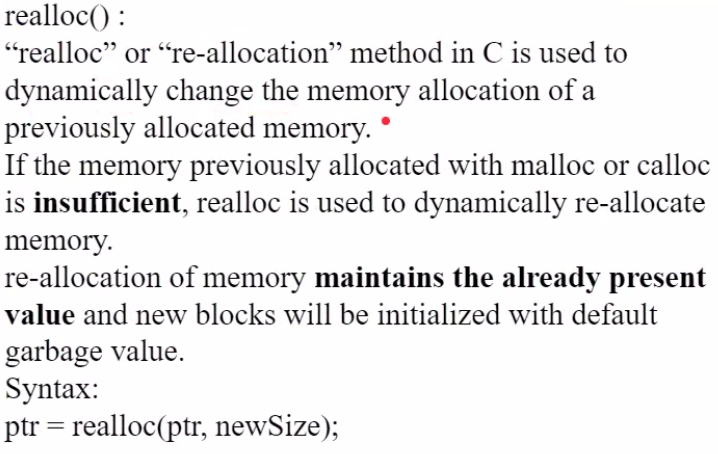 realloc() :
“realloc” or “re-allocation” method in C is used to
dynamically change the memory allocation of a
previously allocated memory.
If the memory previously allocated with malloc or calloc
is insufficient, realloc is used to dynamically re-allocate
memory.
re-allocation of memory maintains the already present
value and new blocks will be initialized with default
garbage value.
Syntax:
ptr = realloc(ptr, newSize);